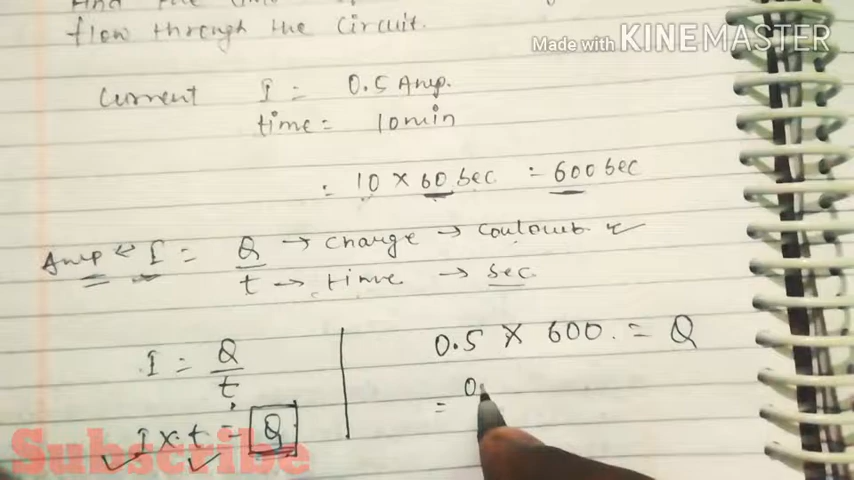 flow through the Circuit.
Made with KINEMASTER
Current I = 0.5 Amp.
time = 10min
= 10 × 60 Sec = 600 Sec
Amp ← I = Q/t → charge → Coulomb ✓
→ time → Sec
I = Q/t
I × t = Q
0.5 × 600 = Q
= 0.
Subscribe